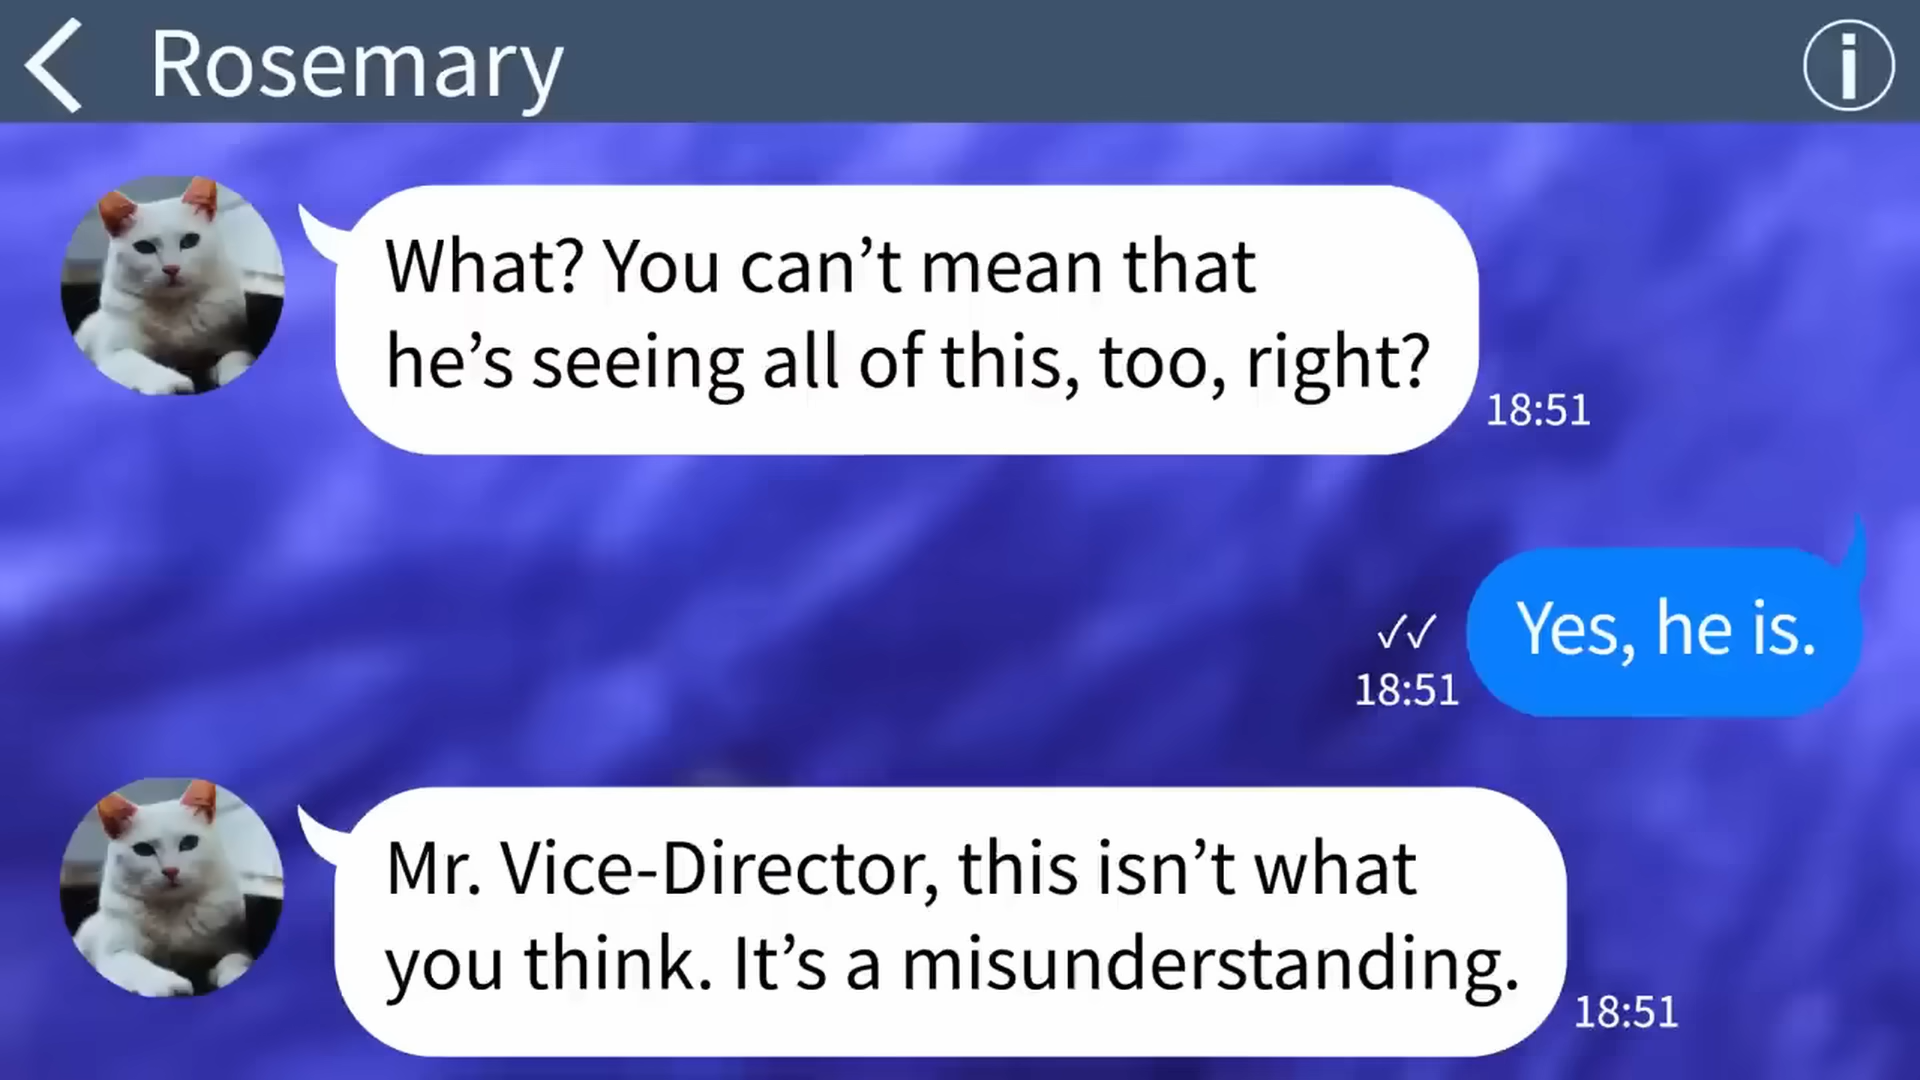 Rosemary
What? You can’t mean that
he’s seeing all of this, too, right?
18:51
Yes, he is.
18:51
Mr. Vice-Director, this isn’t what
you think. It’s a misunderstanding.
18:51